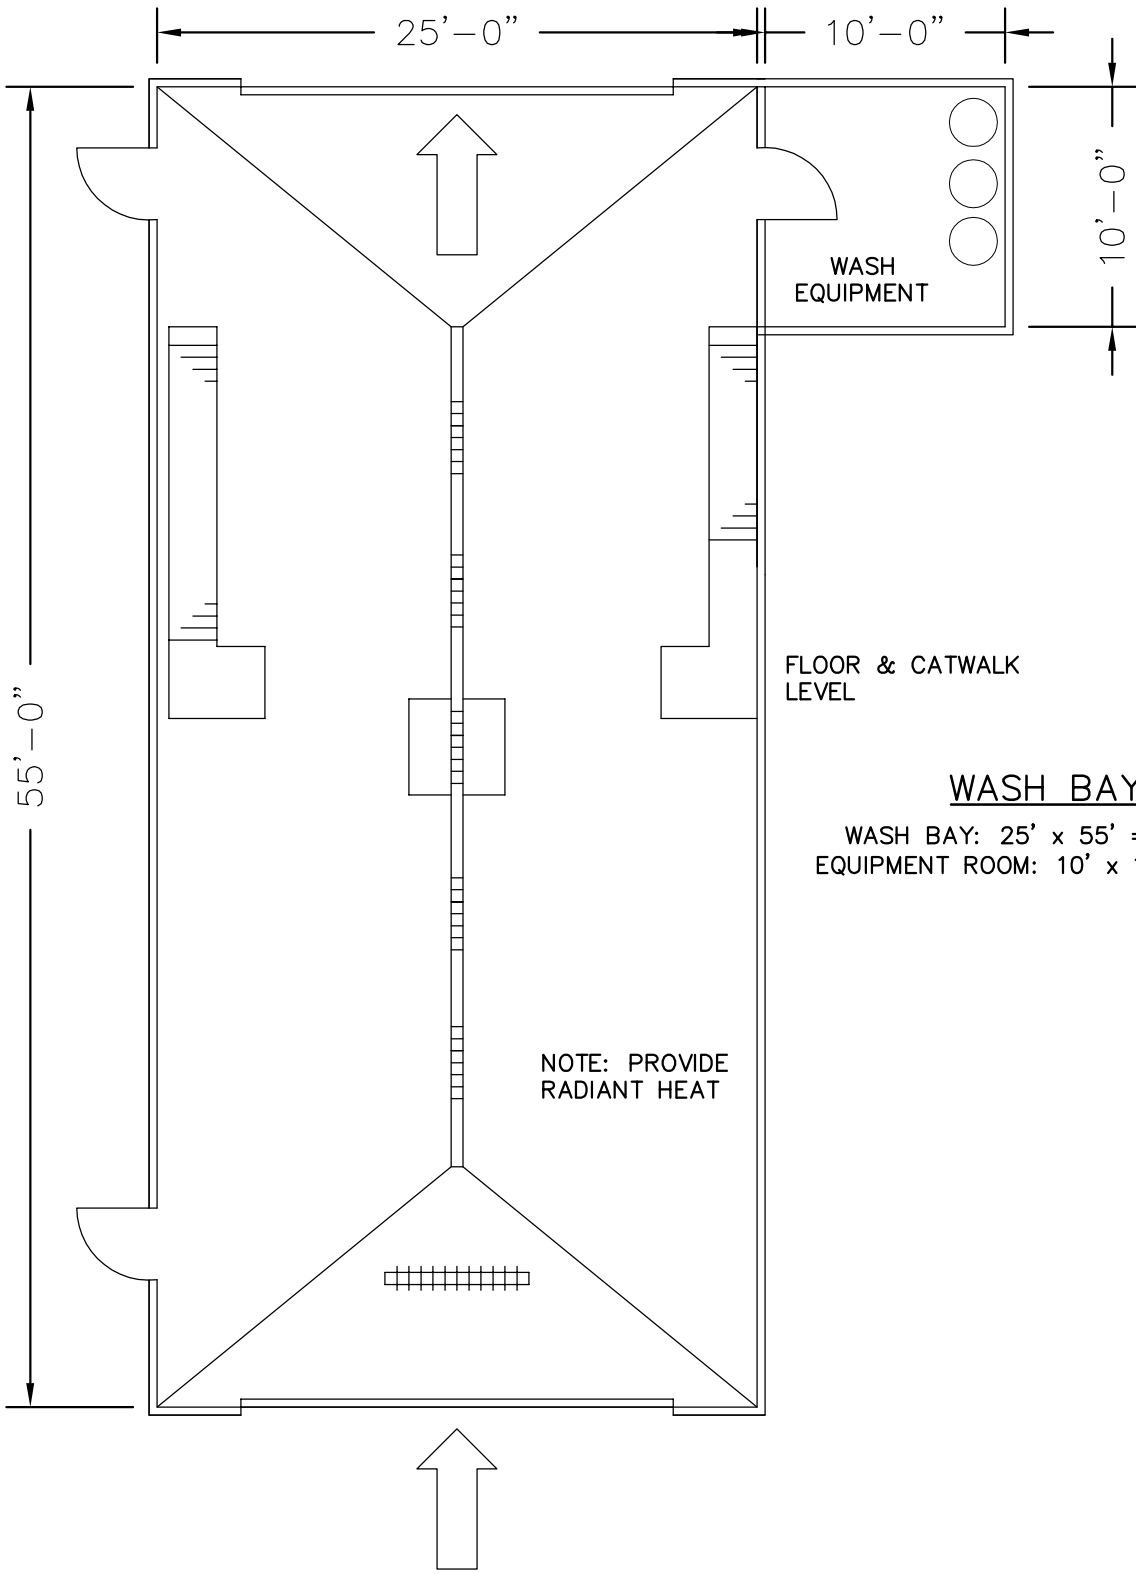 25'-0"
10'-0"
10'-0"
WASH
EQUIPMENT
55'-0"
FLOOR & CATWALK
LEVEL
WASH BAY
WASH BAY: 25' x 55' =
EQUIPMENT ROOM: 10' x
NOTE: PROVIDE
RADIANT HEAT